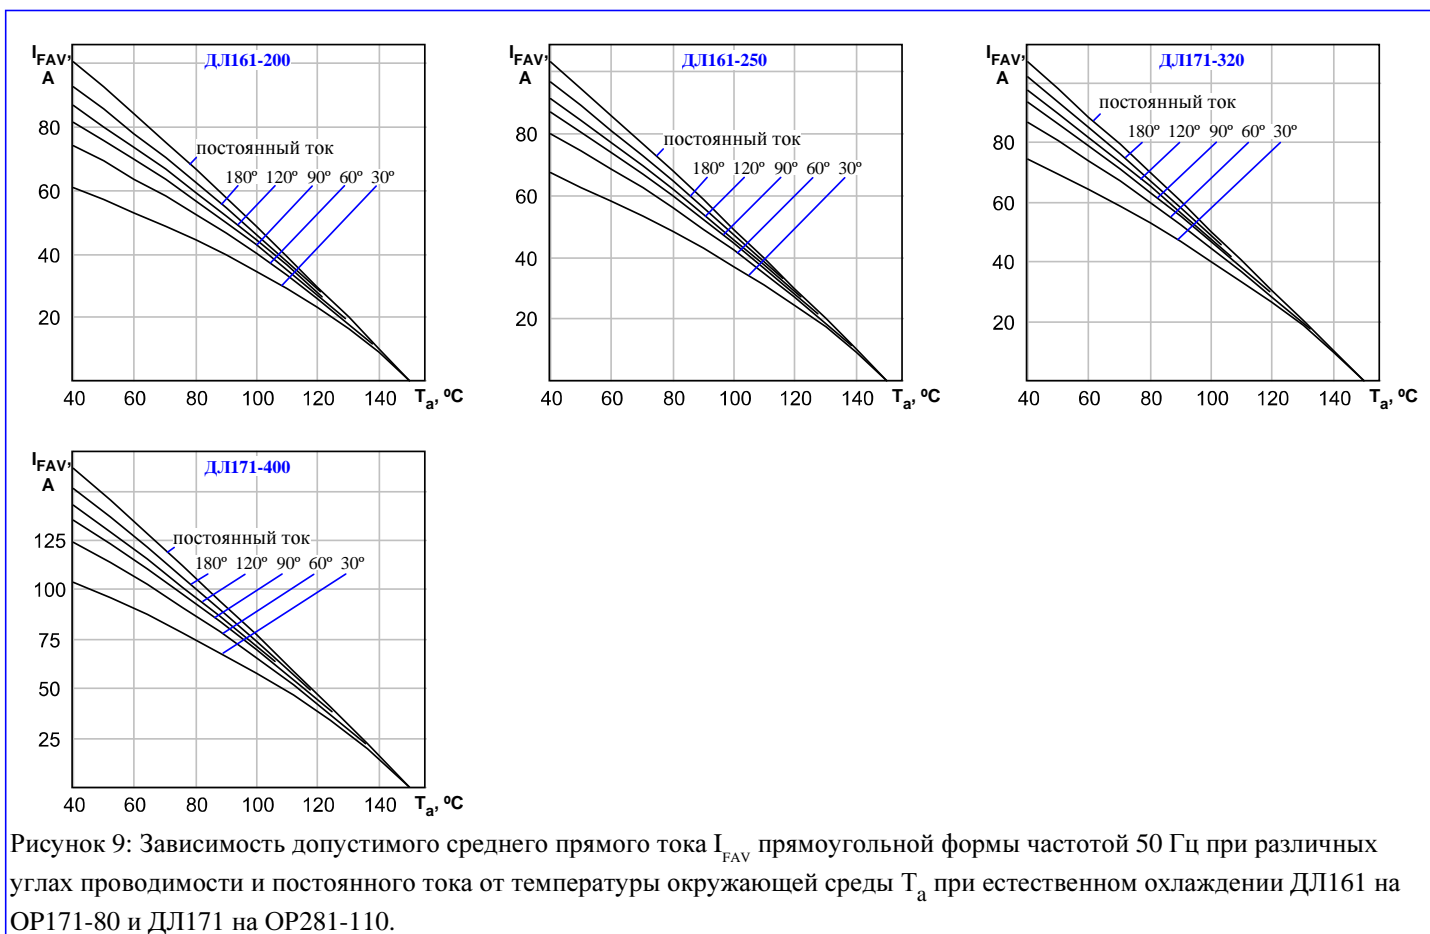 I_FAV, A
ДЛ161-200
80
60
40
20
постоянный ток
180º 120º 90º 60º 30º
40 60 80 100 120 140 T_a, ºC
I_FAV, A
ДЛ161-250
80
60
40
20
постоянный ток
180º 120º 90º 60º 30º
40 60 80 100 120 140 T_a, ºC
I_FAV, A
ДЛ171-320
80
60
40
20
постоянный ток
180º 120º 90º 60º 30º
40 60 80 100 120 140 T_a, ºC
I_FAV, A
ДЛ171-400
125
100
75
50
25
постоянный ток
180º 120º 90º 60º 30º
40 60 80 100 120 140 T_a, ºC
Рисунок 9: Зависимость допустимого среднего прямого тока I_FAV прямоугольной формы частотой 50 Гц при различных
углах проводимости и постоянного тока от температуры окружающей среды T_a при естественном охлаждении ДЛ161 на
ОР171-80 и ДЛ171 на ОР281-110.